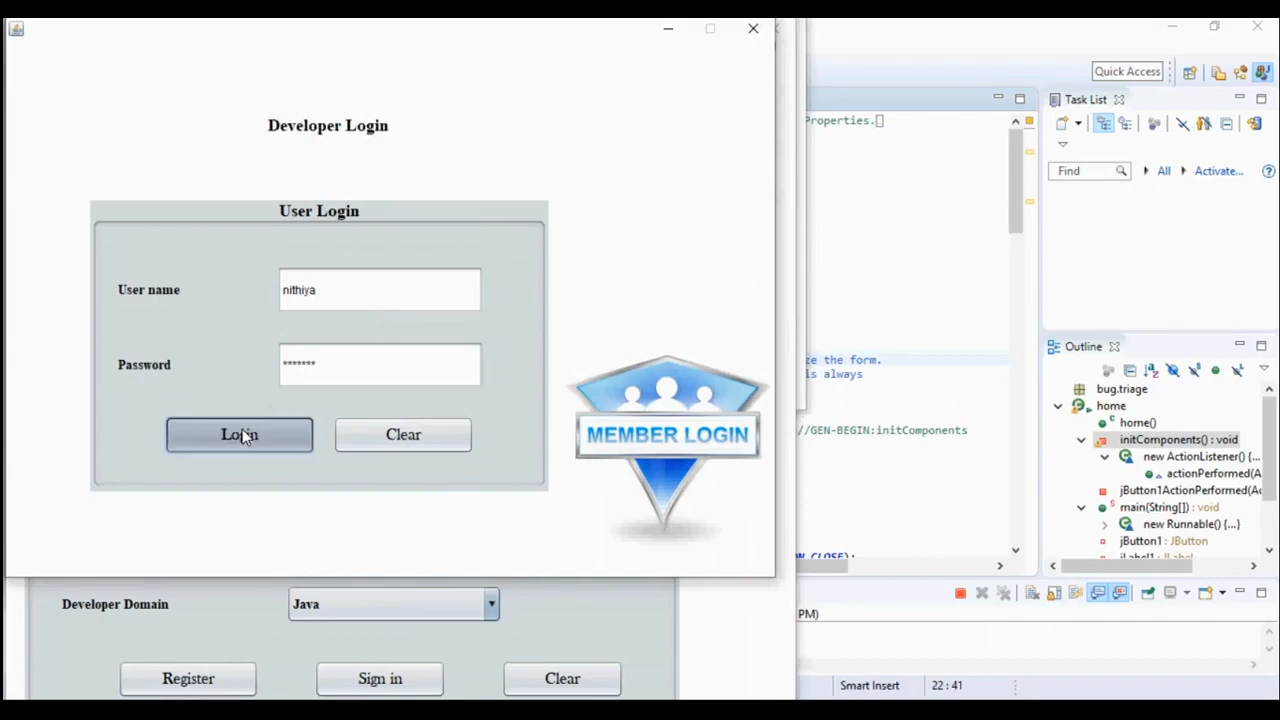 Developer Login
User Login
User name
nithiya
Password
*******
Login
Clear
MEMBER LOGIN
Developer Domain
Java
Register
Sign in
Clear
Quick Access
Properties.
ze the form.
is always
//GEN-BEGIN:initComponents
Task List
Find
All
Activate...
Outline
bug.triage
home
home()
initComponents() : void
new ActionListener() {...
actionPerformed(A
jButton1ActionPerformed(Ac
main(String[]) : void
new Runnable() {...}
jButton1 : JButton
PM)
Smart Insert
22 : 41